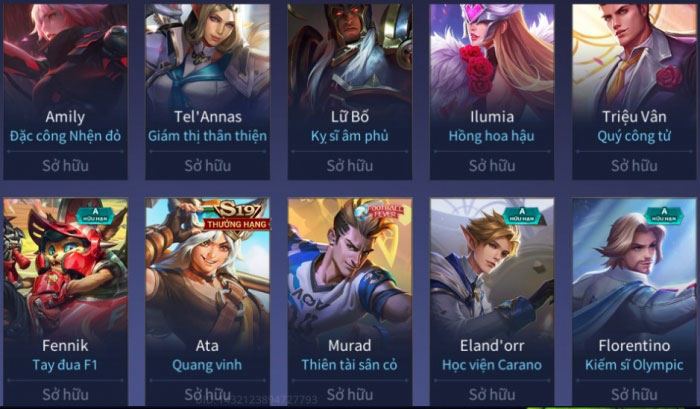 Amily
Đặc công Nhện đỏ
Sở hữu
Tel'Annas
Giám thị thân thiện
Sở hữu
Lữ Bố
Kỵ sĩ âm phủ
Sở hữu
Ilumia
Hồng hoa hậu
Sở hữu
Triệu Vân
Quý công tử
Sở hữu
A
HỮU HẠN
Fennik
Tay đua F1
Sở hữu
S19
THƯỞNG HẠNG
Ata
Quang vinh
Sở hữu
FOOTBALL
FEVER
Murad
Thiên tài sân cỏ
Sở hữu
A
HỮU HẠN
Eland'orr
Học viện Carano
Sở hữu
A
HỮU HẠN
Florentino
Kiếm sĩ Olympic
Sở hữu